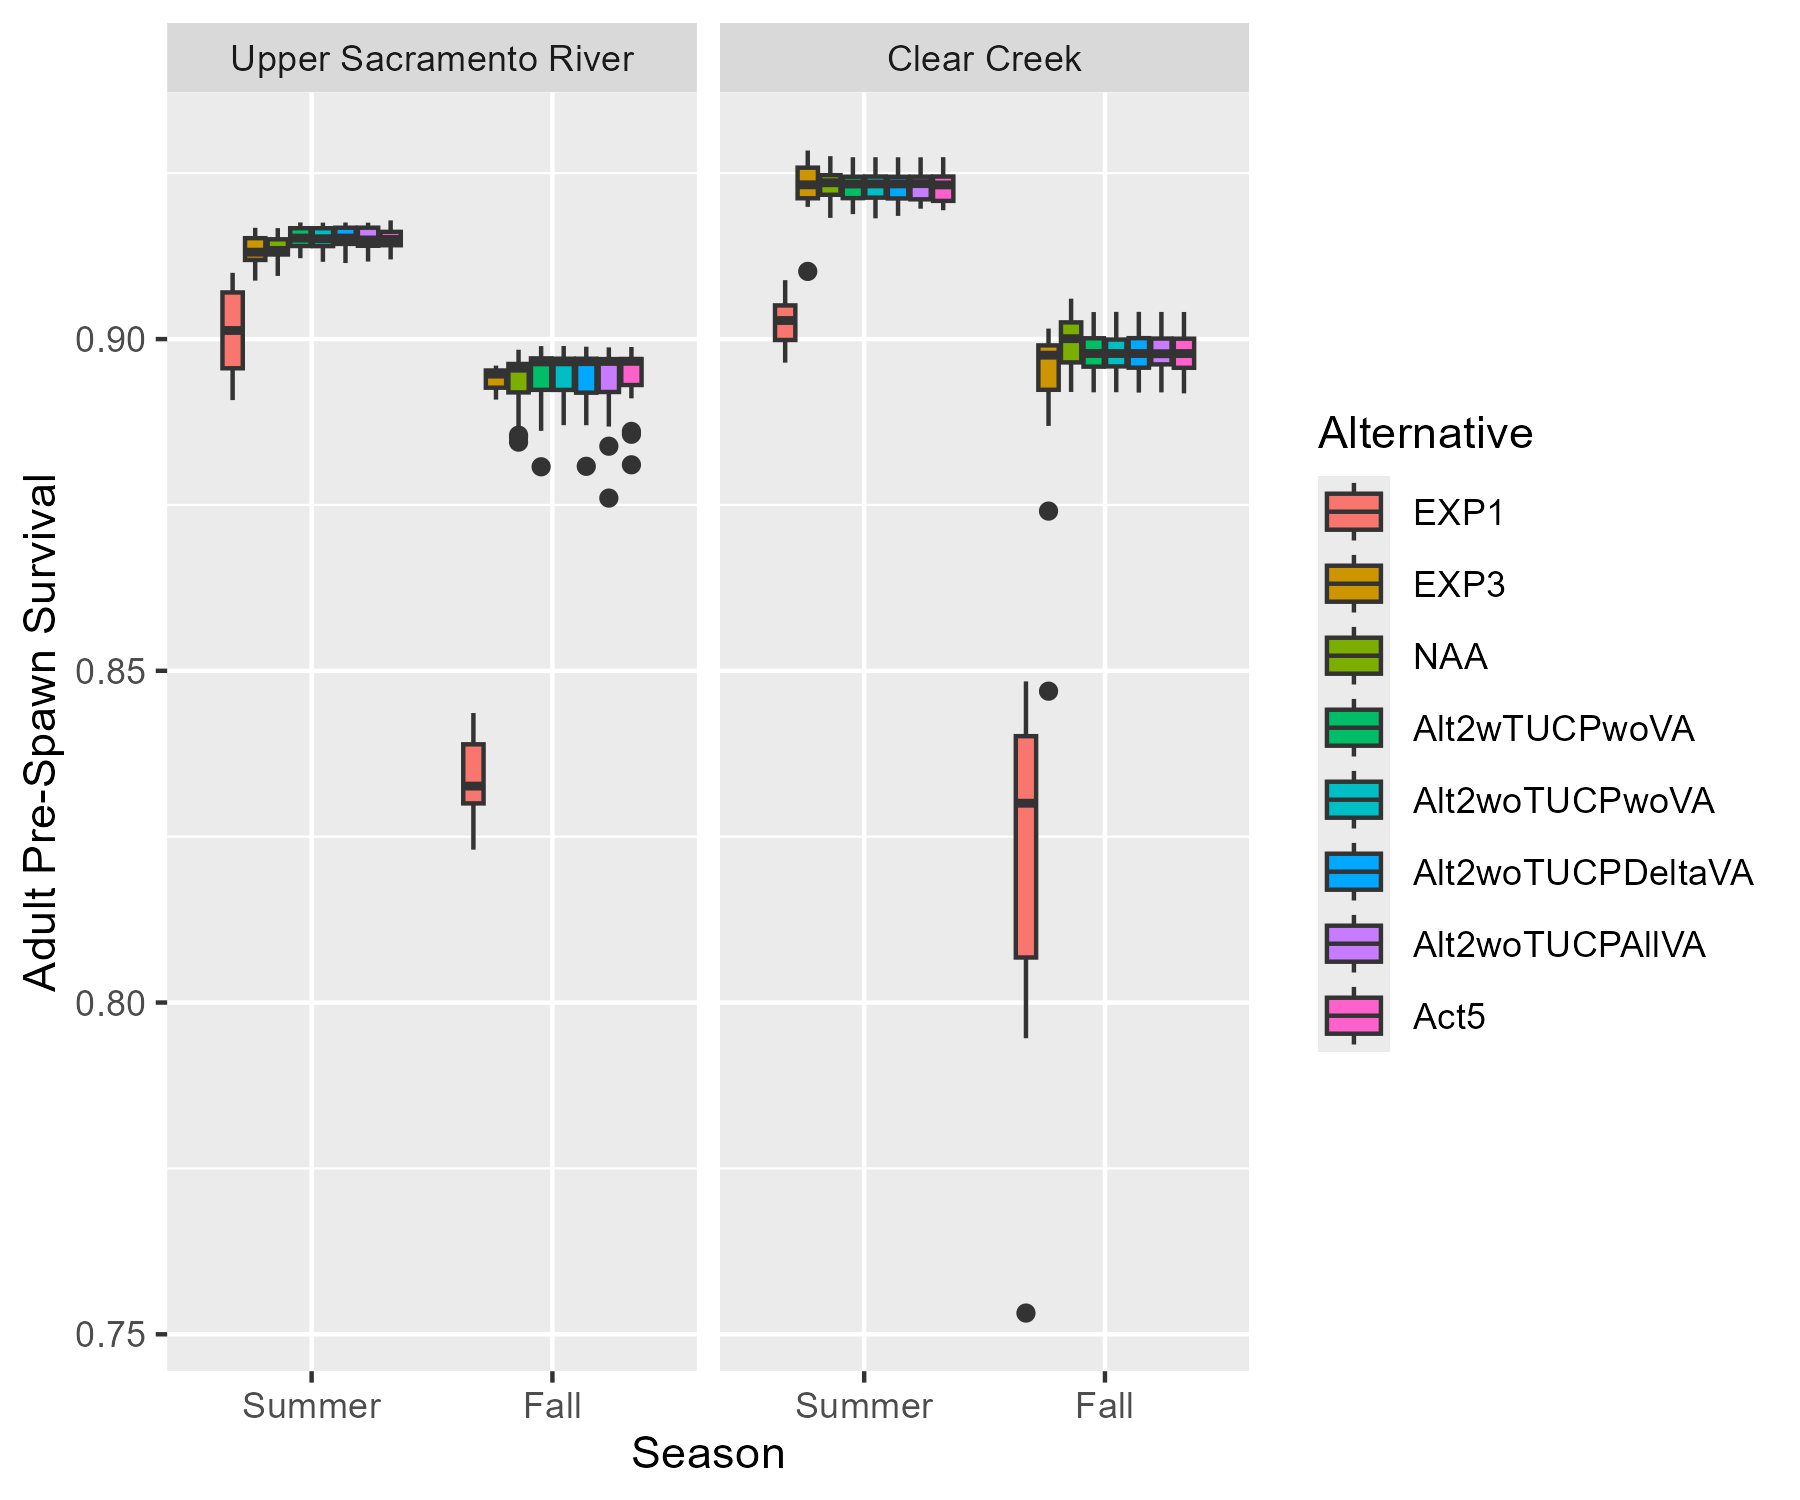 Upper Sacramento River
Clear Creek
Adult Pre-Spawn Survival
0.90
0.85
0.80
0.75
Summer
Fall
Summer
Fall
Season
Alternative
EXP1
EXP3
NAA
Alt2wTUCPwoVA
Alt2woTUCPwoVA
Alt2woTUCPDeltaVA
Alt2woTUCPAllVA
Act5